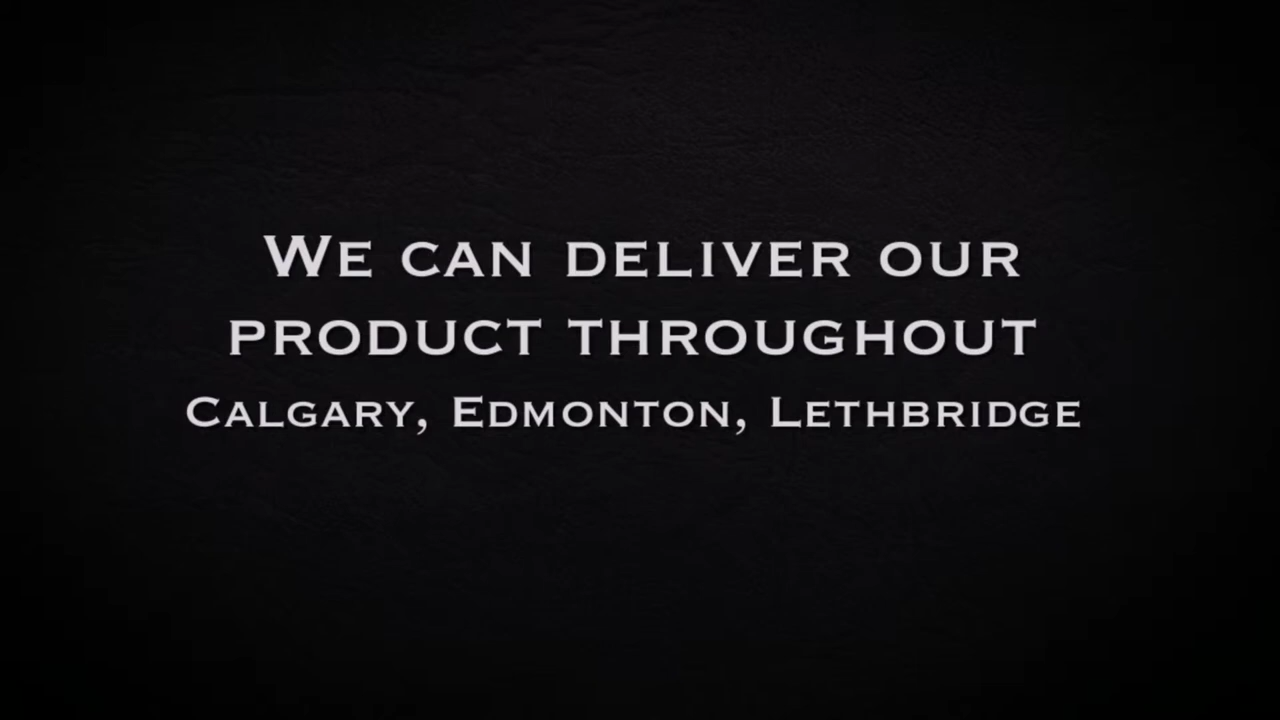 We can deliver our
product throughout
Calgary, Edmonton, Lethbridge